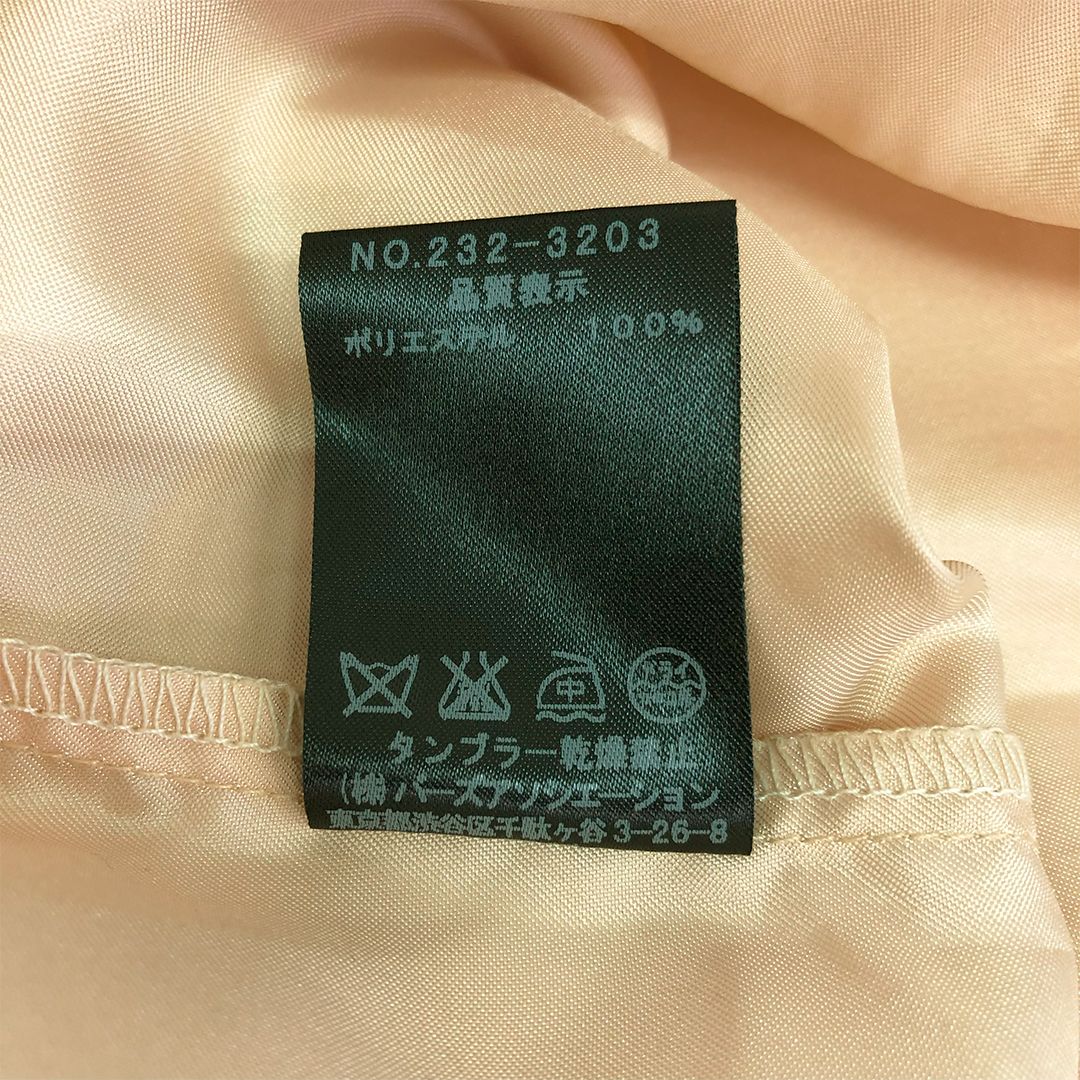 NO.232-3203
品質表示
ポリエステル 100%
中
タンブラー乾燥禁止
(株)バーズアソシエーション
東京都渋谷区千駄ヶ谷3-26-8